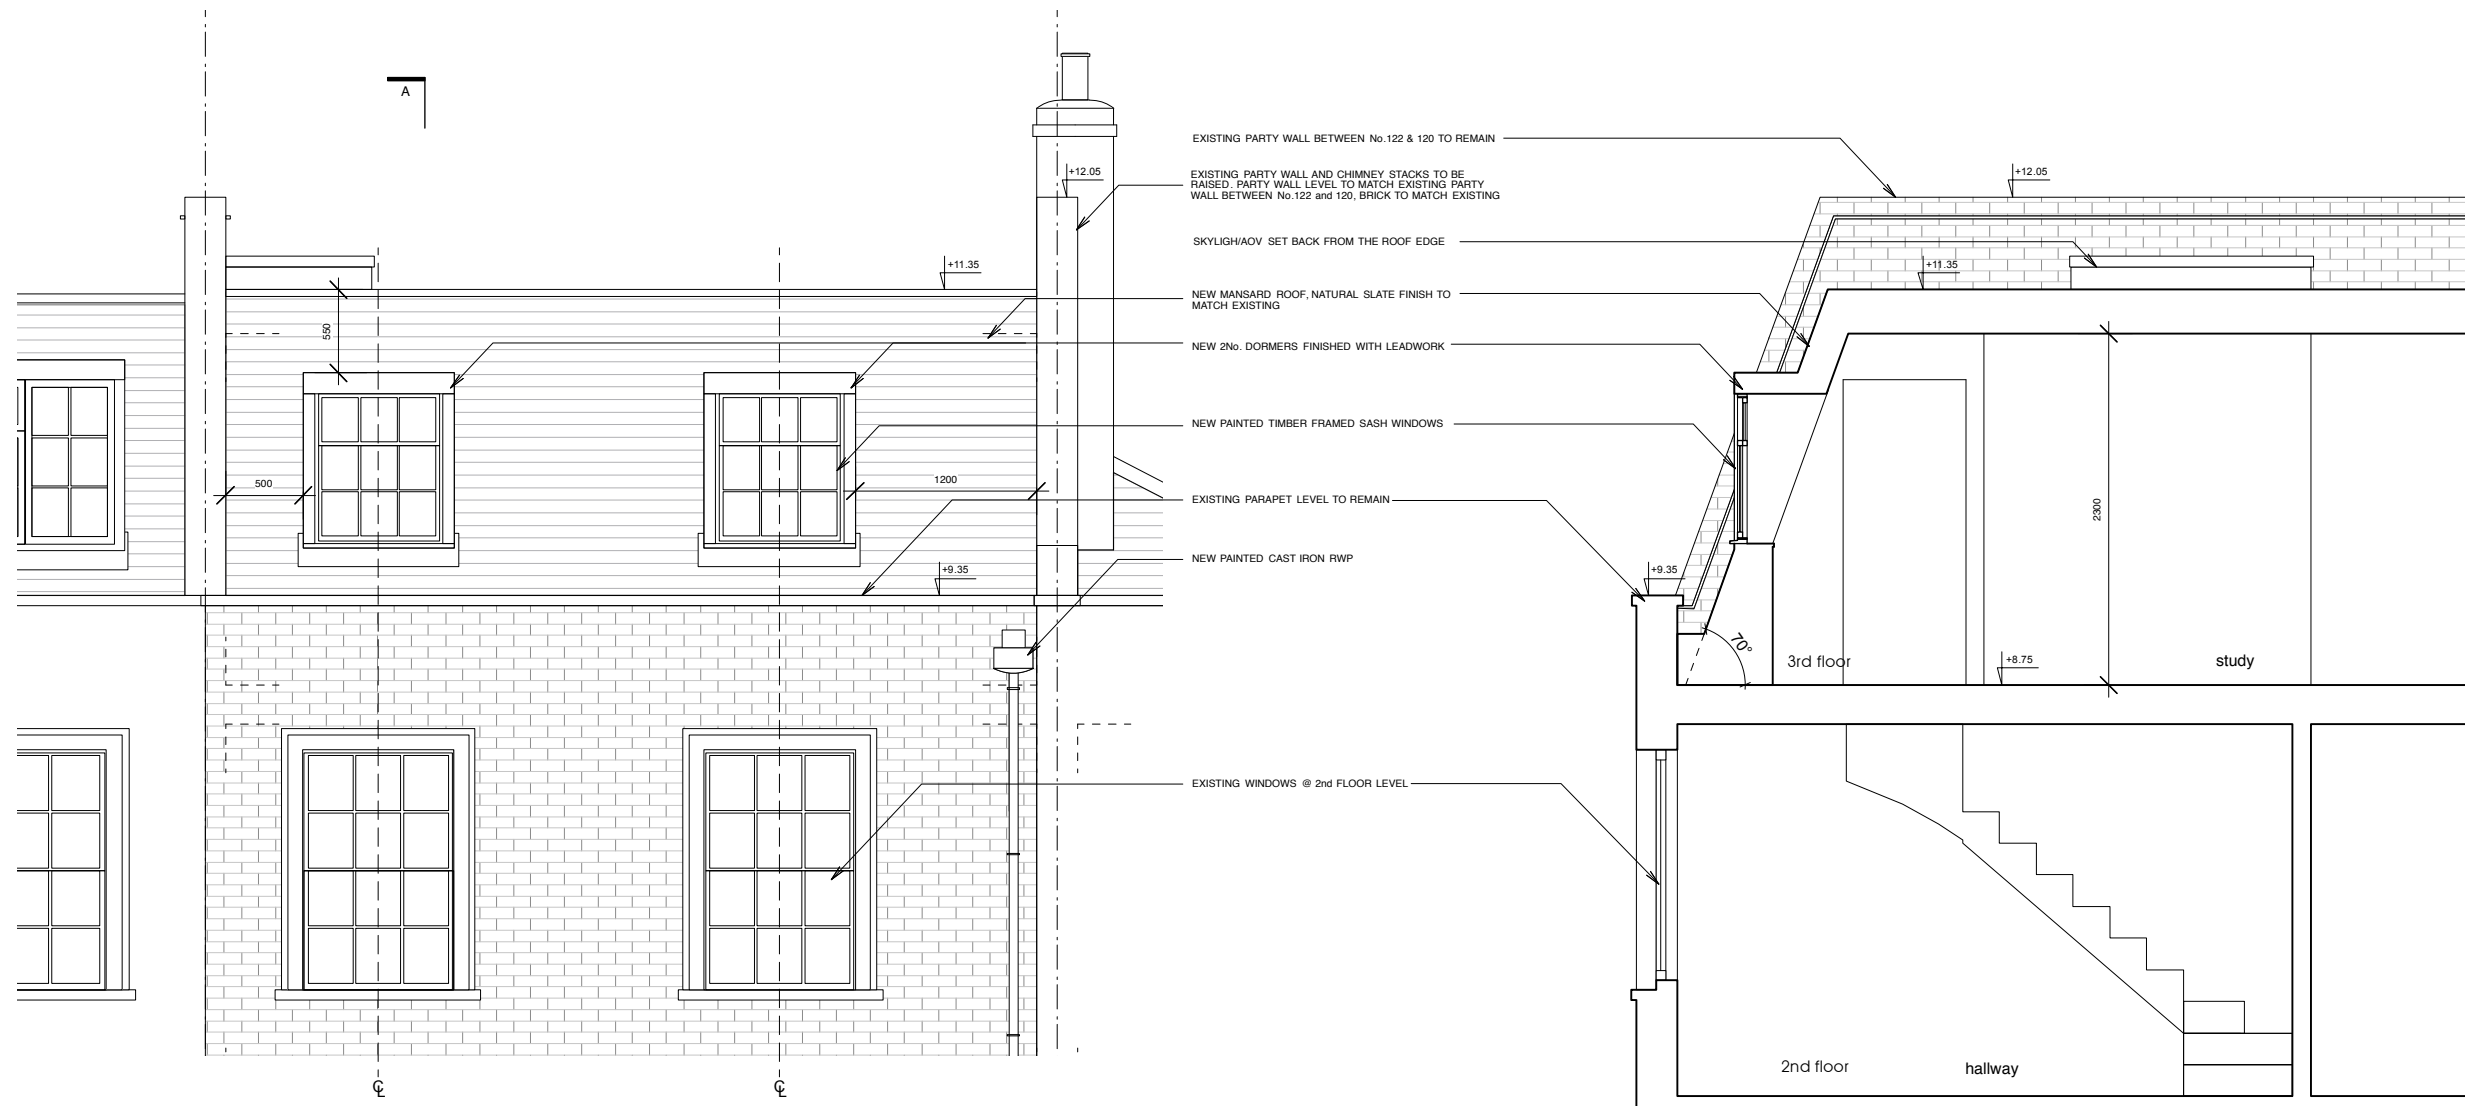 A
EXISTING PARTY WALL BETWEEN No.122 & 120 TO REMAIN
+12.05
EXISTING PARTY WALL AND CHIMNEY STACKS TO BE
RAISED. PARTY WALL LEVEL TO MATCH EXISTING PARTY
WALL BETWEEN No.122 and 120, BRICK TO MATCH EXISTING
+12.05
SKYLIGH/AOV SET BACK FROM THE ROOF EDGE
+11.35
+11.35
NEW MANSARD ROOF, NATURAL SLATE FINISH TO
MATCH EXISTING
550
NEW 2No. DORMERS FINISHED WITH LEADWORK
NEW PAINTED TIMBER FRAMED SASH WINDOWS
500
1200
EXISTING PARAPET LEVEL TO REMAIN
2300
NEW PAINTED CAST IRON RWP
+9.35
+9.35
70°
3rd floor
+8.75
study
EXISTING WINDOWS @ 2nd FLOOR LEVEL
2nd floor
hallway
℄
℄